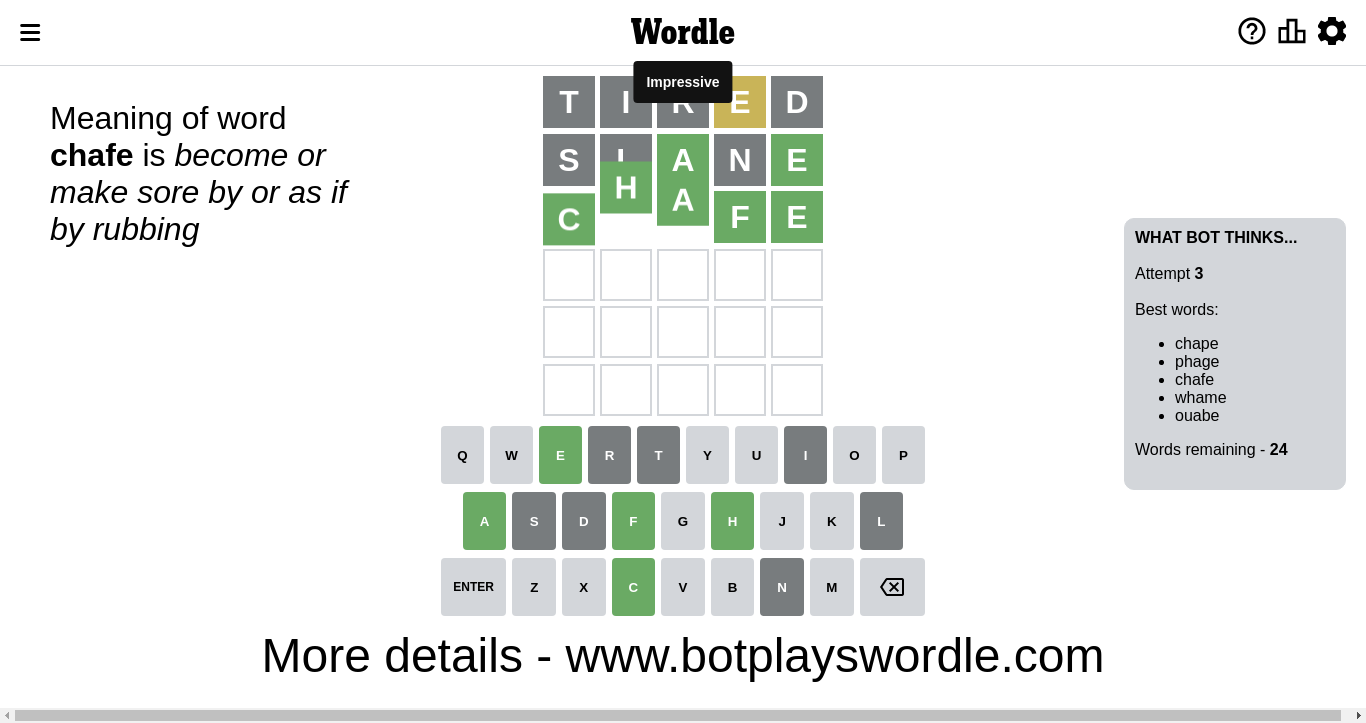 Wordle
Impressive
T I R E D
S L A N E
C H A F E
Meaning of word
chafe is become or
make sore by or as if
by rubbing
WHAT BOT THINKS...
Attempt 3
Best words:
chape
phage
chafe
whame
ouabe
Words remaining - 24
Q W E R T Y U I O P
A S D F G H J K L
ENTER Z X C V B N M
More details - www.botplayswordle.com